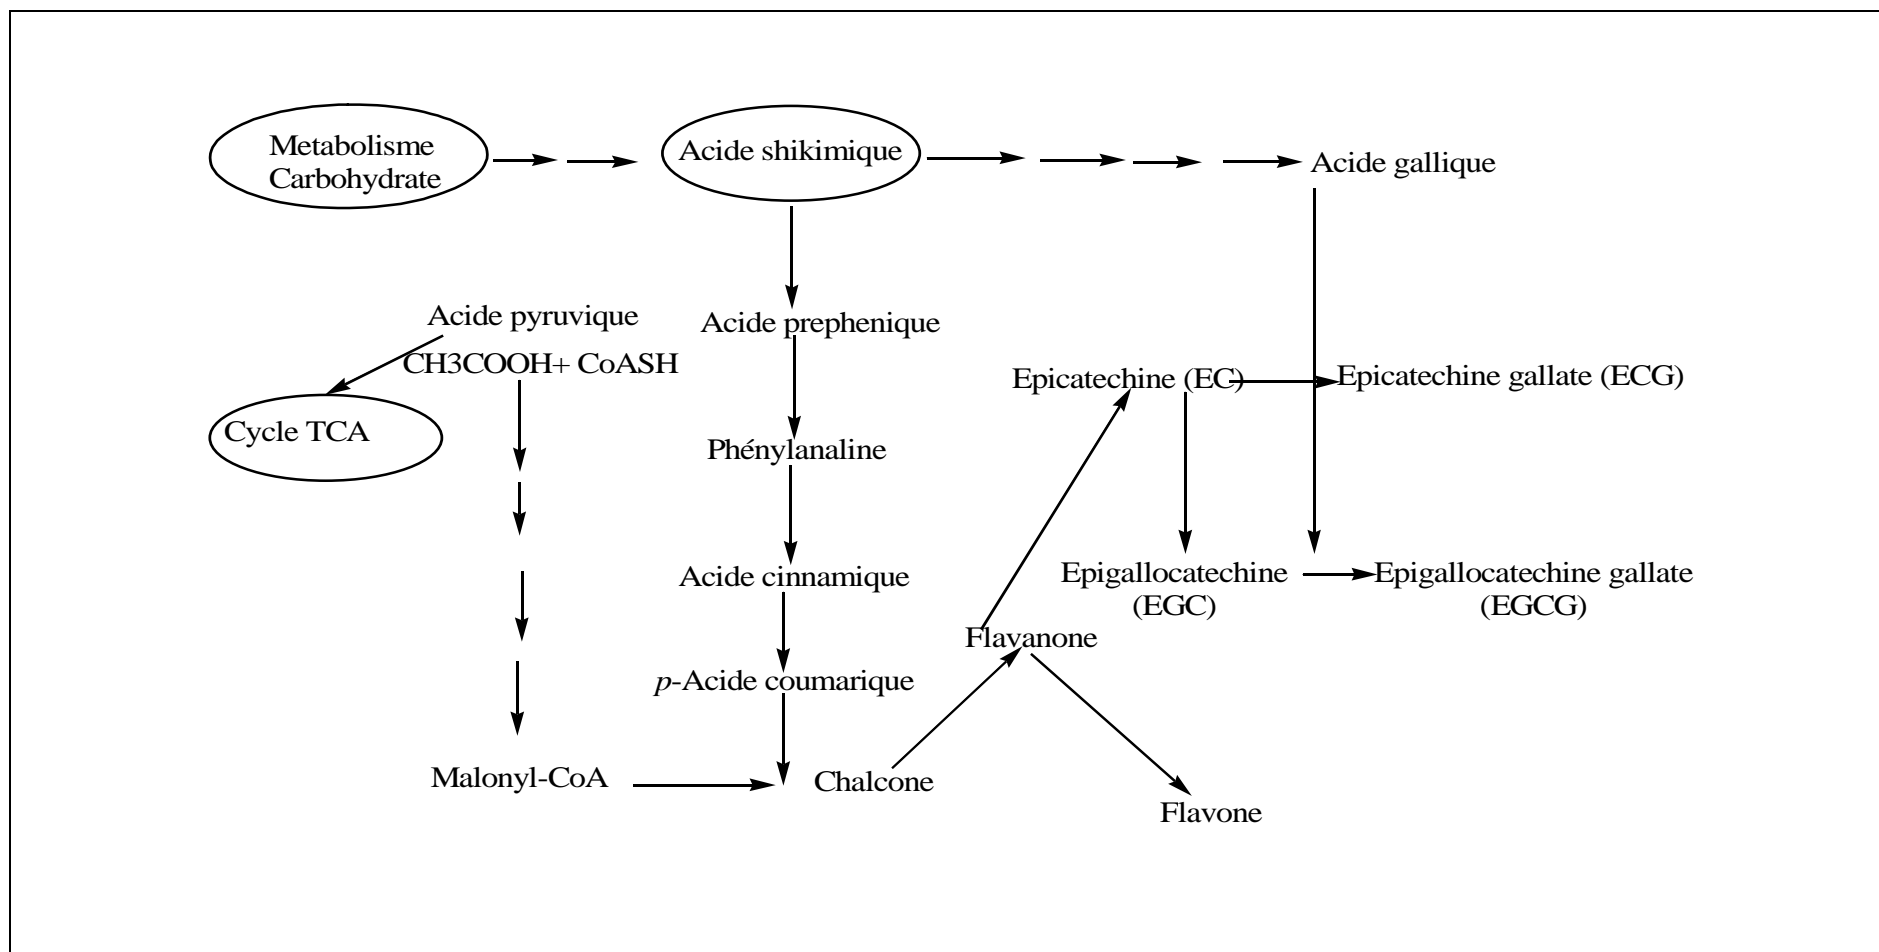 Metabolisme
Carbohydrate
Acide shikimique
Acide gallique
Acide pyruvique
CH3COOH+ CoASH
Cycle TCA
Acide prephenique
Phénylanaline
Acide cinnamique
p-Acide coumarique
Malonyl-CoA
Chalcone
Flavanone
Flavone
Epicatechine (EC)
Epicatechine gallate (ECG)
Epigallocatechine
(EGC)
Epigallocatechine gallate
(EGCG)